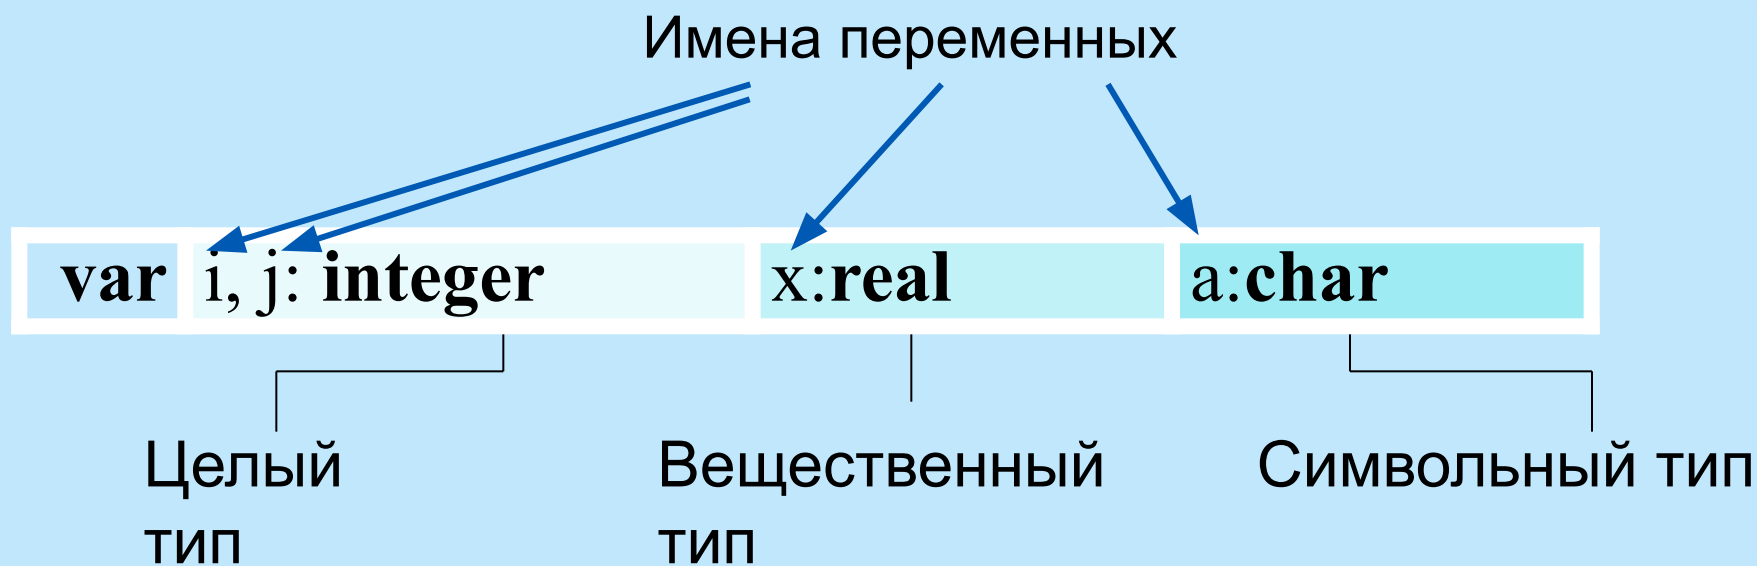 Имена переменных
var i, j: integer x:real a:char
Целый Вещественный Символьный тип
тип тип